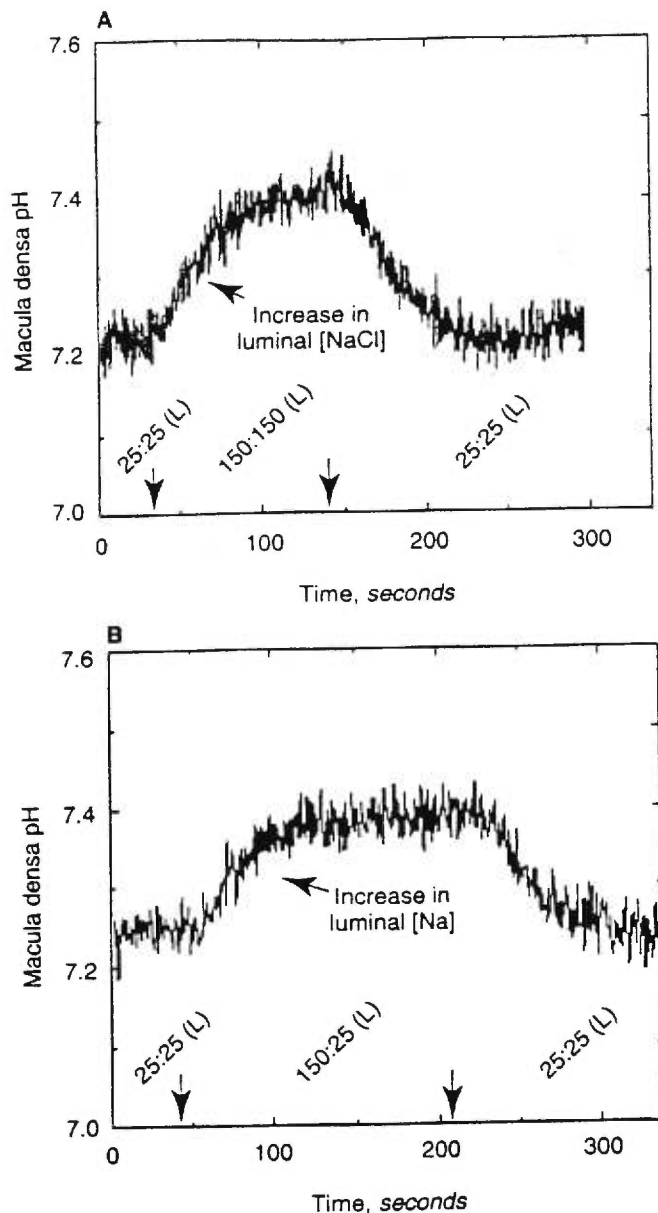 A
7.6
7.4
7.2
7.0
Macula densa pH
Increase in
luminal [NaCl]
25:25 (L)
150:150 (L)
25:25 (L)
0
100
200
300
Time, seconds
B
7.6
7.4
7.2
7.0
Macula densa pH
Increase in
luminal [Na]
25:25 (L)
150:25 (L)
25:25 (L)
0
100
200
300
Time, seconds